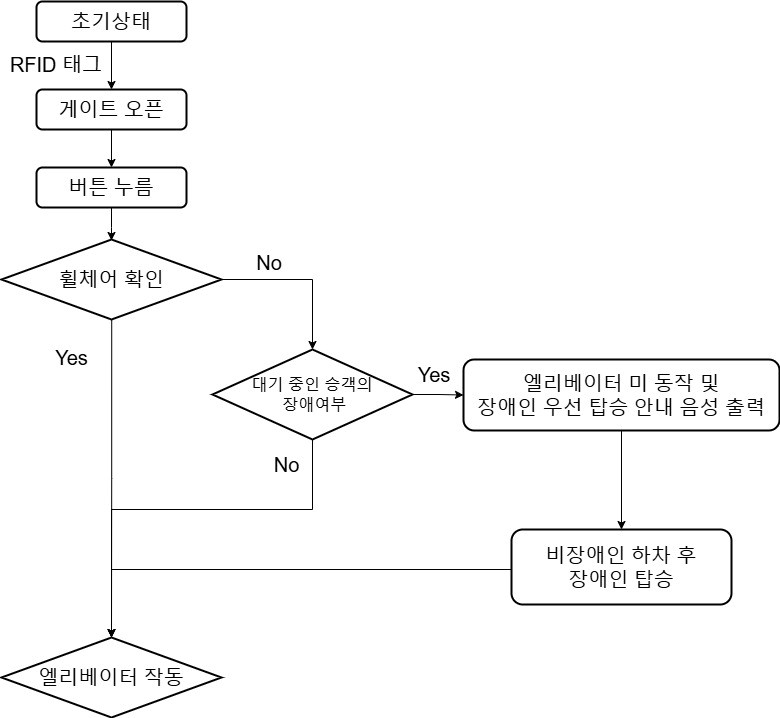 초기상태
RFID 태그
게이트 오픈
버튼 누름
휠체어 확인
No
Yes
대기 중인 승객의
장애여부
Yes
엘리베이터 미 동작 및
장애인 우선 탑승 안내 음성 출력
No
비장애인 하차 후
장애인 탑승
엘리베이터 작동